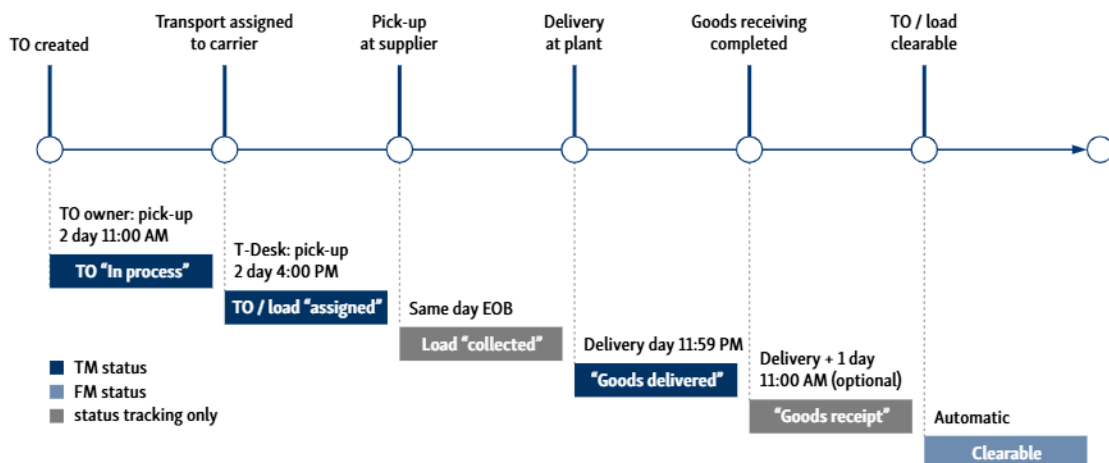 TO created
Transport assigned
to carrier
Pick-up
at supplier
Delivery
at plant
Goods receiving
completed
TO / load
clearable
TO owner: pick-up
2 day 11:00 AM
TO “In process”
T-Desk: pick-up
2 day 4:00 PM
TO / load “assigned”
Same day EOB
Load “collected”
Delivery day 11:59 PM
“Goods delivered”
Delivery + 1 day
11:00 AM (optional)
“Goods receipt”
Automatic
Clearable
TM status
FM status
status tracking only